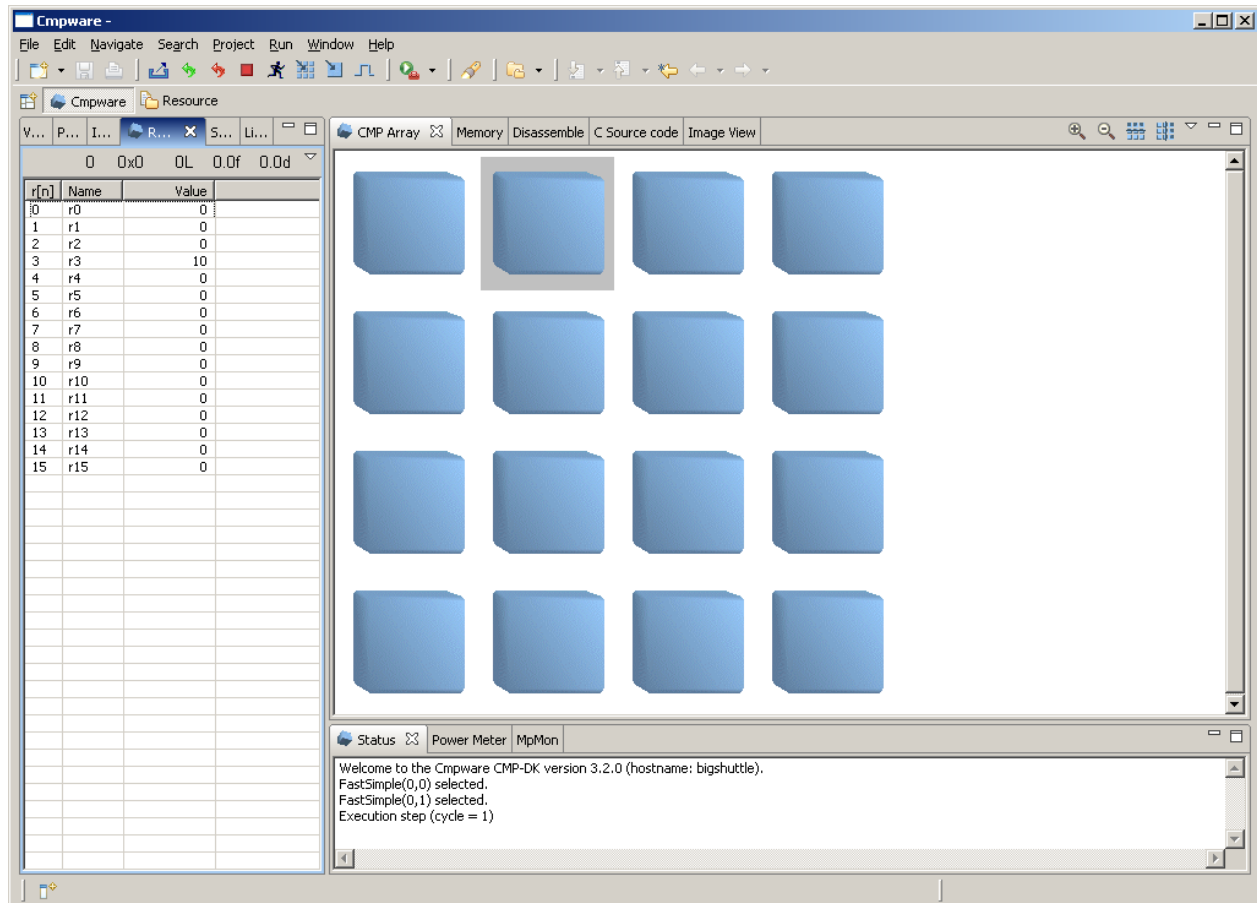 Cmpware -
File Edit Navigate Search Project Run Window Help
Cmpware Resource
V... P... I... R... S... Li...
CMP Array Memory Disassemble C Source code Image View
0 0x0 0L 0.0f 0.0d
r[n] Name Value
0 r0 0
1 r1 0
2 r2 0
3 r3 10
4 r4 0
5 r5 0
6 r6 0
7 r7 0
8 r8 0
9 r9 0
10 r10 0
11 r11 0
12 r12 0
13 r13 0
14 r14 0
15 r15 0
Status Power Meter MpMon
Welcome to the Cmpware CMP-DK version 3.2.0 (hostname: bigshuttle).
FastSimple(0,0) selected.
FastSimple(0,1) selected.
Execution step (cycle = 1)